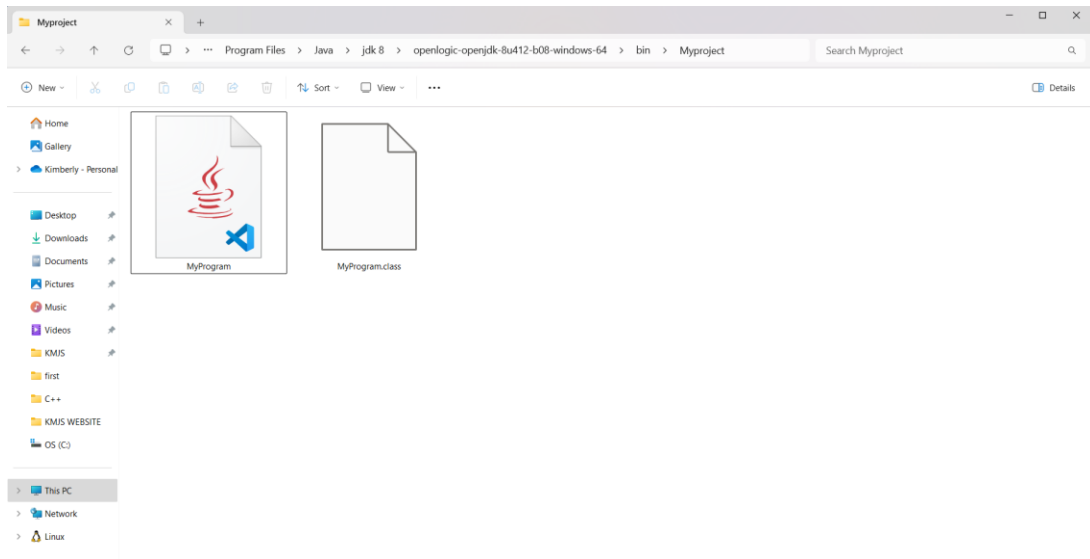 Myproject
Program Files > Java > jdk 8 > openlogic-openjdk-8u412-b08-windows-64 > bin > Myproject
Search Myproject
New
Sort
View
Details
Home
Gallery
Kimberly - Personal
Desktop
Downloads
Documents
Pictures
Music
Videos
KMJS
first
C++
KMJS WEBSITE
OS (C:)
This PC
Network
Linux
MyProgram
MyProgram.class